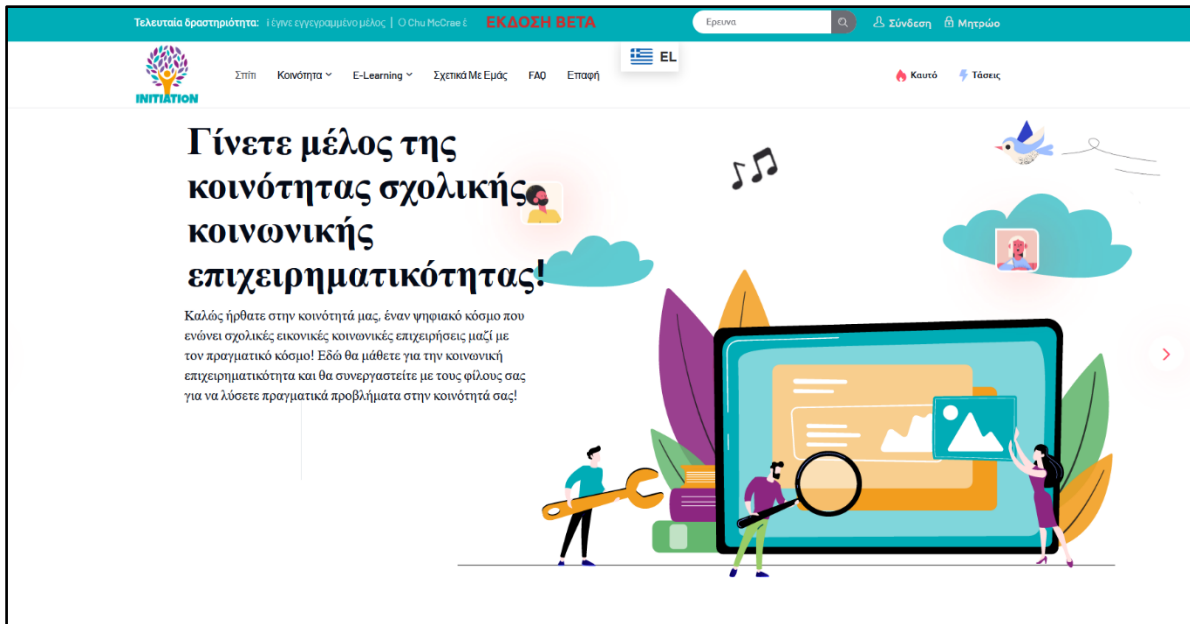 Τελευταία δραστηριότητα: ι έγινε εγγεγραμμένο μέλος | Ο Chu McCrae έ ΕΚΔΟΣΗ BETA Ερευνα Σύνδεση Μητρώο
INITIATION Σπίτι Κοινότητα E-Learning Σχετικά Με Εμάς FAQ Επαφή EL Καυτό Τάσεις
Γίνετε μέλος της
κοινότητας σχολικής
κοινωνικής
επιχειρηματικότητας!
Καλώς ήρθατε στην κοινότητά μας, έναν ψηφιακό κόσμο που
ενώνει σχολικές εικονικές κοινωνικές επιχειρήσεις μαζί με
τον πραγματικό κόσμο! Εδώ θα μάθετε για την κοινωνική
επιχειρηματικότητα και θα συνεργαστείτε με τους φίλους σας
για να λύσετε πραγματικά προβλήματα στην κοινότητά σας!